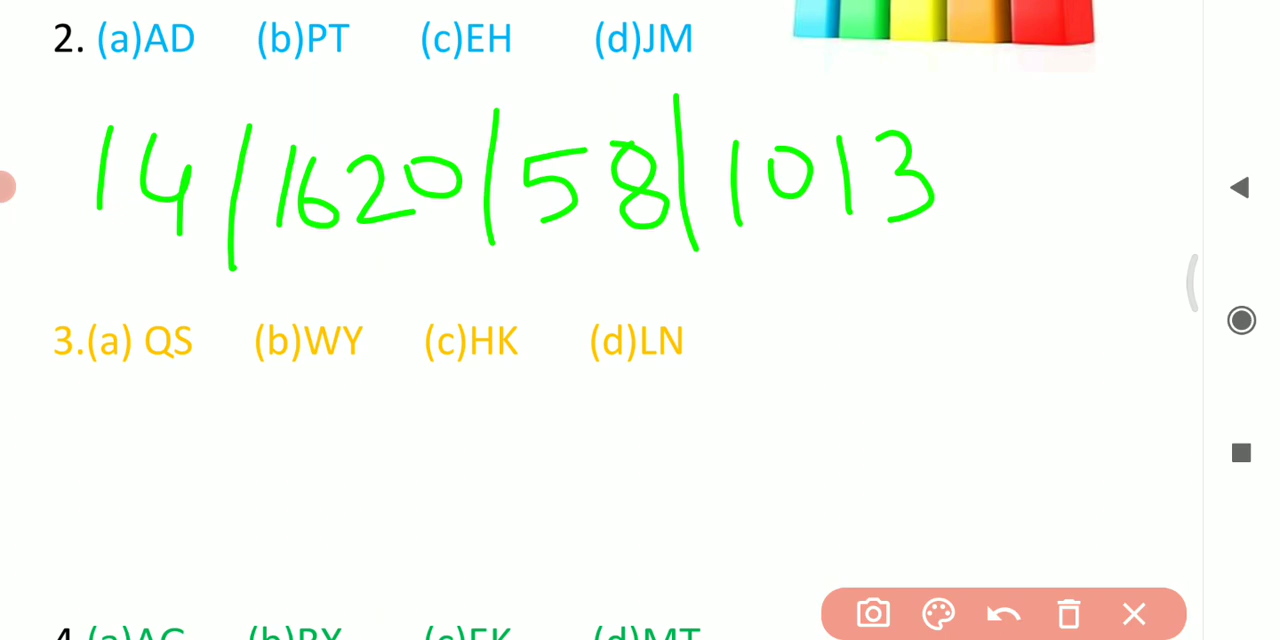 2. (a)AD (b)PT (c)EH (d)JM
14/1620/58/1013
3.(a) QS (b)WY (c)HK (d)LN